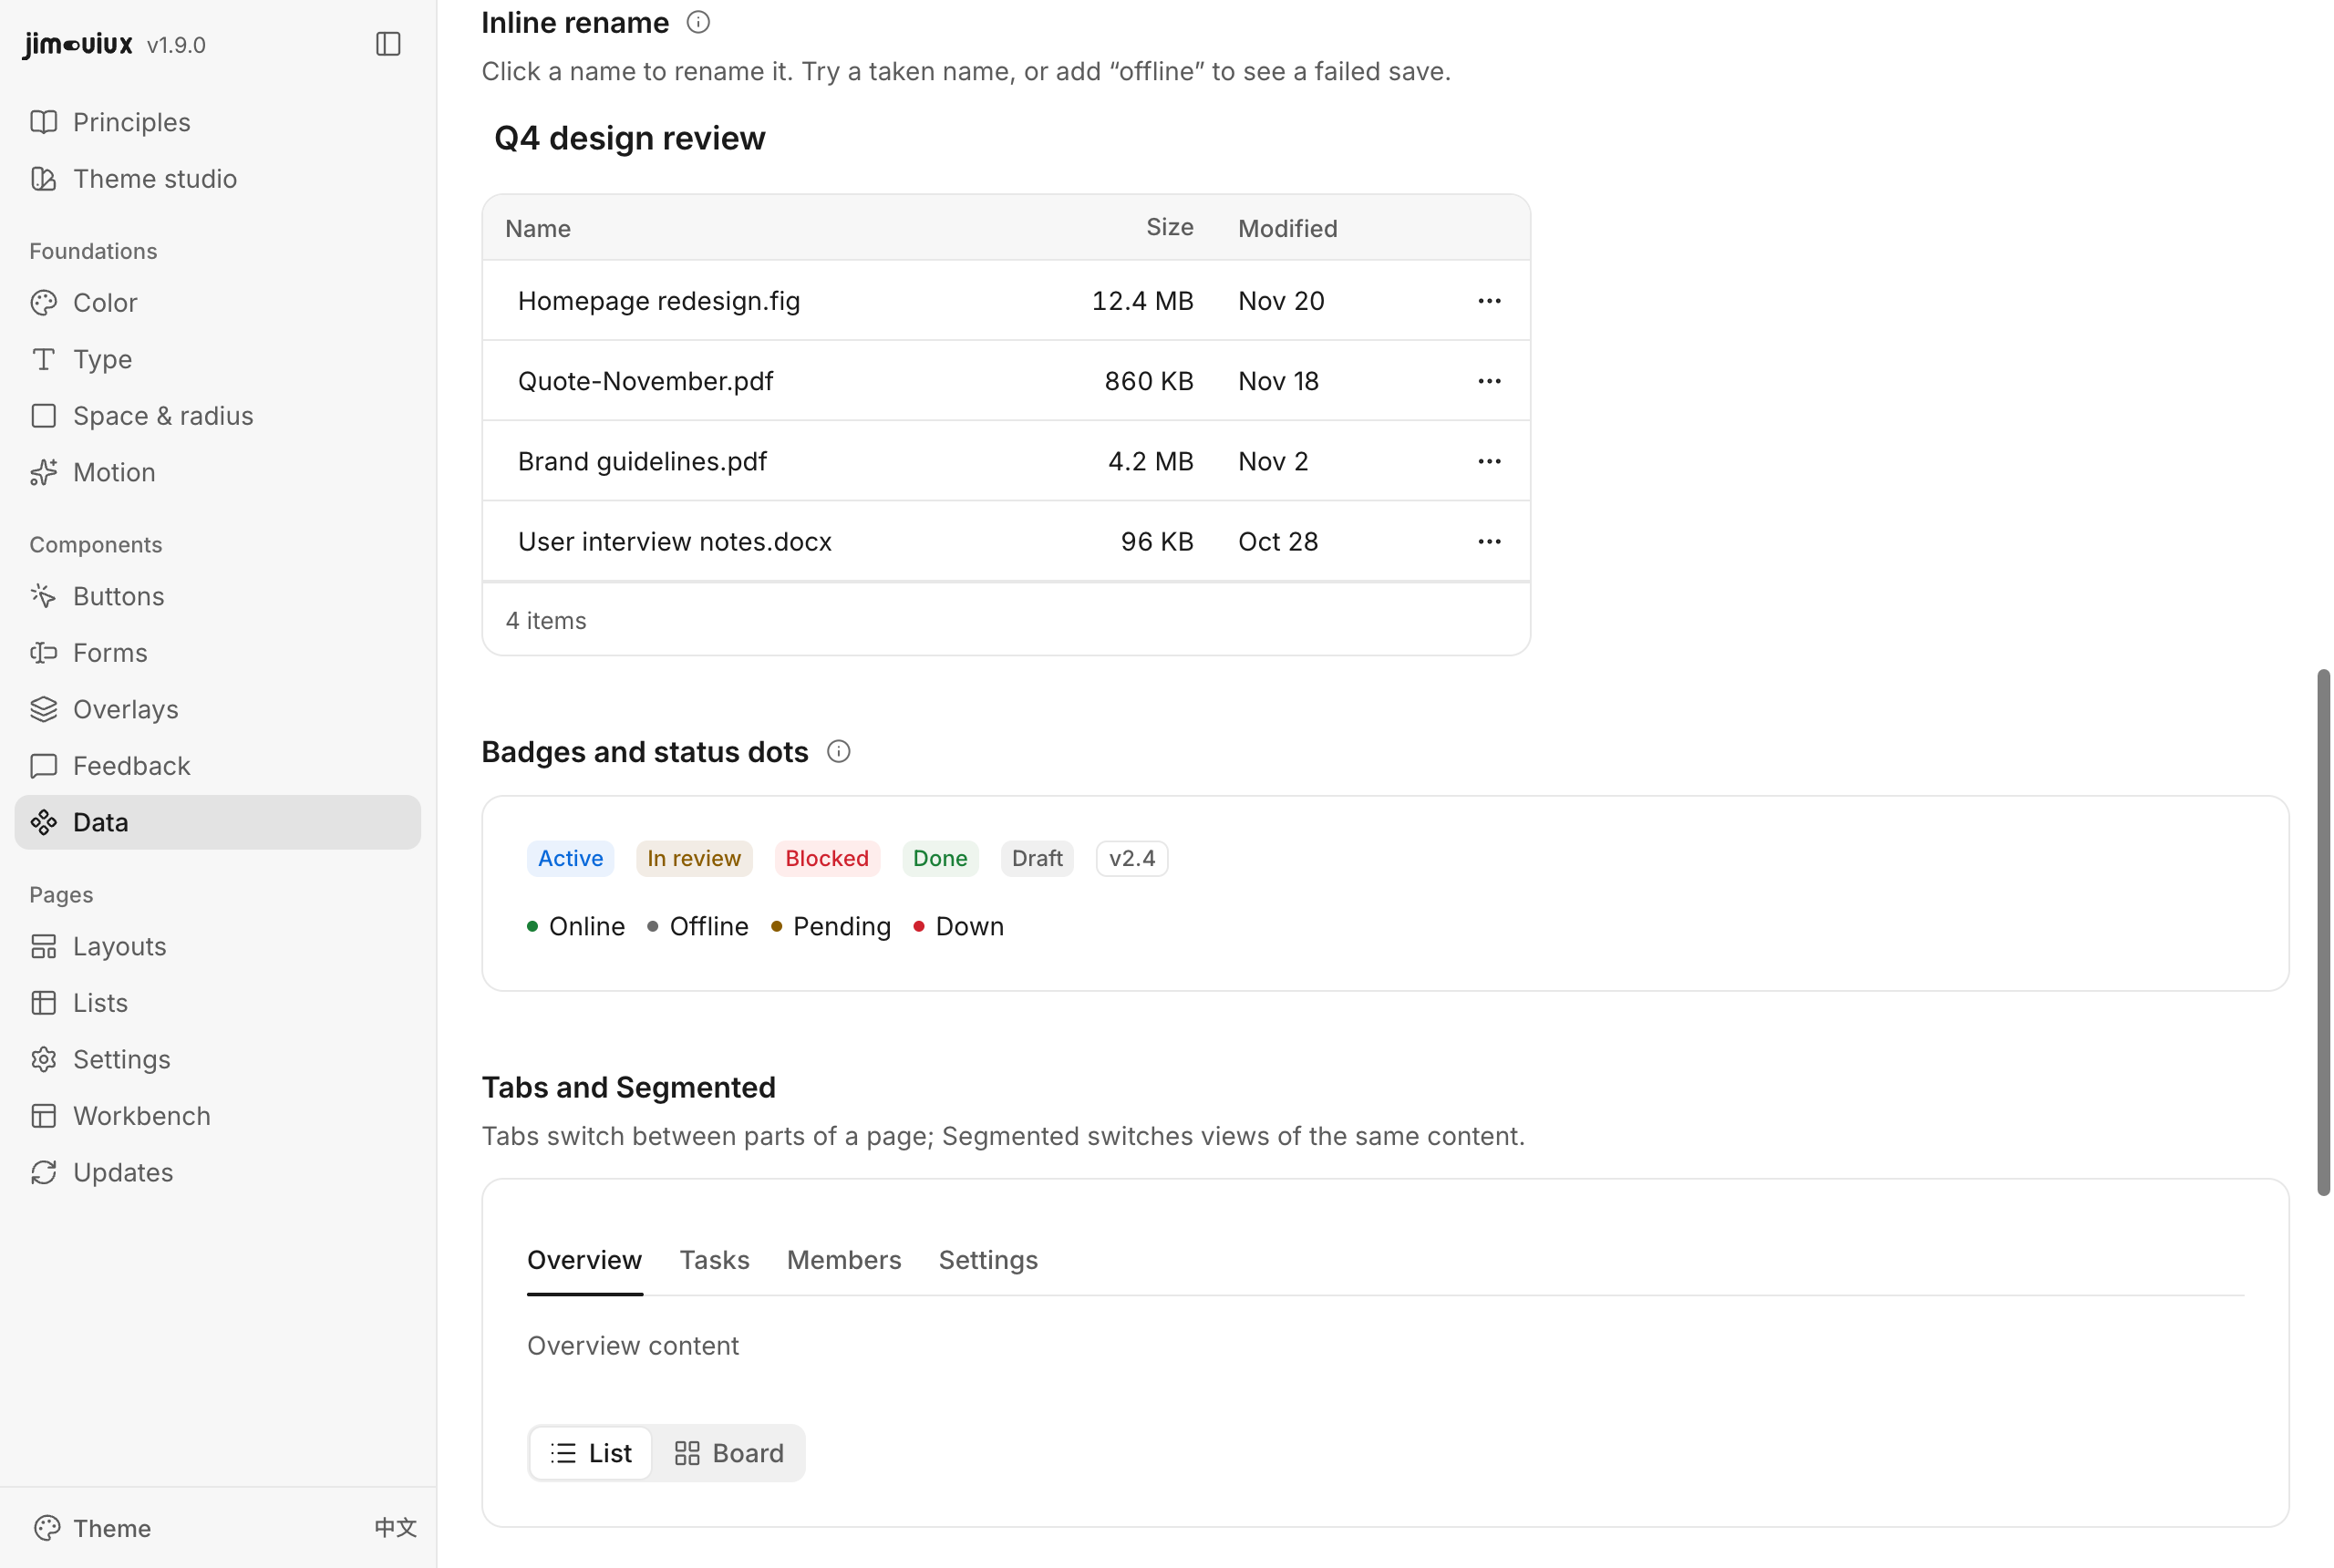 jimouiux v1.9.0
Principles
Theme studio
Foundations
Color
Type
Space & radius
Motion
Components
Buttons
Forms
Overlays
Feedback
Data
Pages
Layouts
Lists
Settings
Workbench
Updates
Theme 中文
Inline rename
Click a name to rename it. Try a taken name, or add “offline” to see a failed save.
Q4 design review
Name Size Modified
Homepage redesign.fig 12.4 MB Nov 20
Quote-November.pdf 860 KB Nov 18
Brand guidelines.pdf 4.2 MB Nov 2
User interview notes.docx 96 KB Oct 28
4 items
Badges and status dots
Active In review Blocked Done Draft v2.4
Online Offline Pending Down
Tabs and Segmented
Tabs switch between parts of a page; Segmented switches views of the same content.
Overview Tasks Members Settings
Overview content
List Board